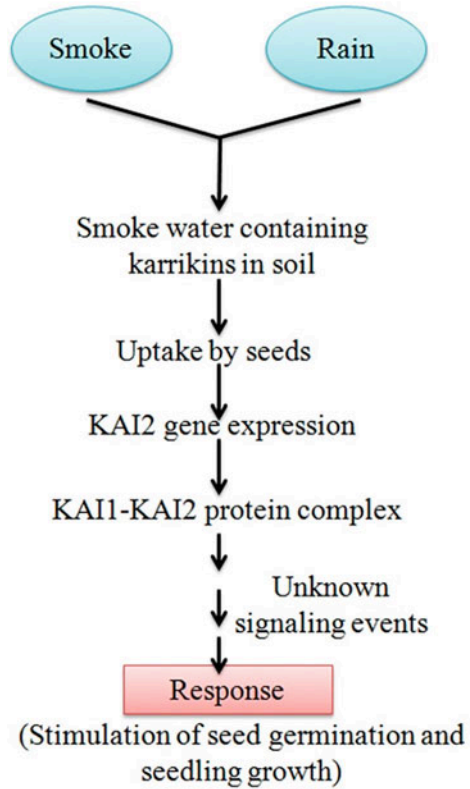 Smoke
Rain
Smoke water containing
karrikins in soil
Uptake by seeds
KAI2 gene expression
KAI1-KAI2 protein complex
Unknown
signaling events
Response
(Stimulation of seed germination and
seedling growth)